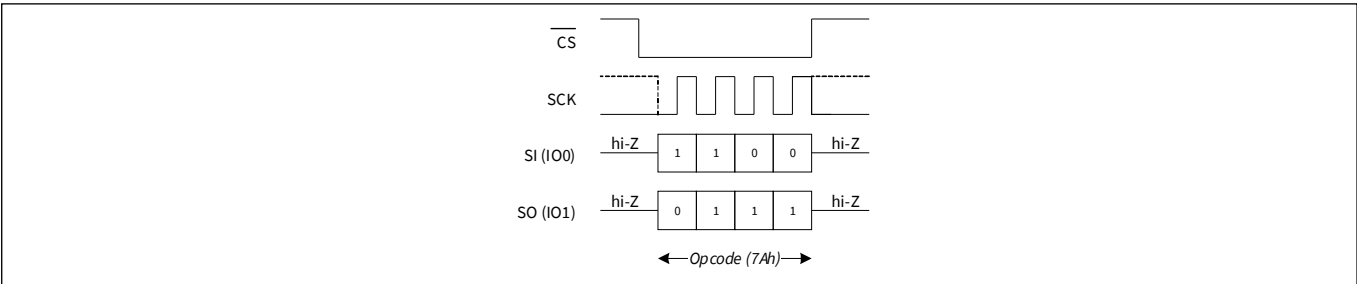 CS
SCK
hi-Z hi-Z
SI (IO0) 1 1 0 0
hi-Z hi-Z
SO (IO1) 0 1 1 1
Opcode (7Ah)